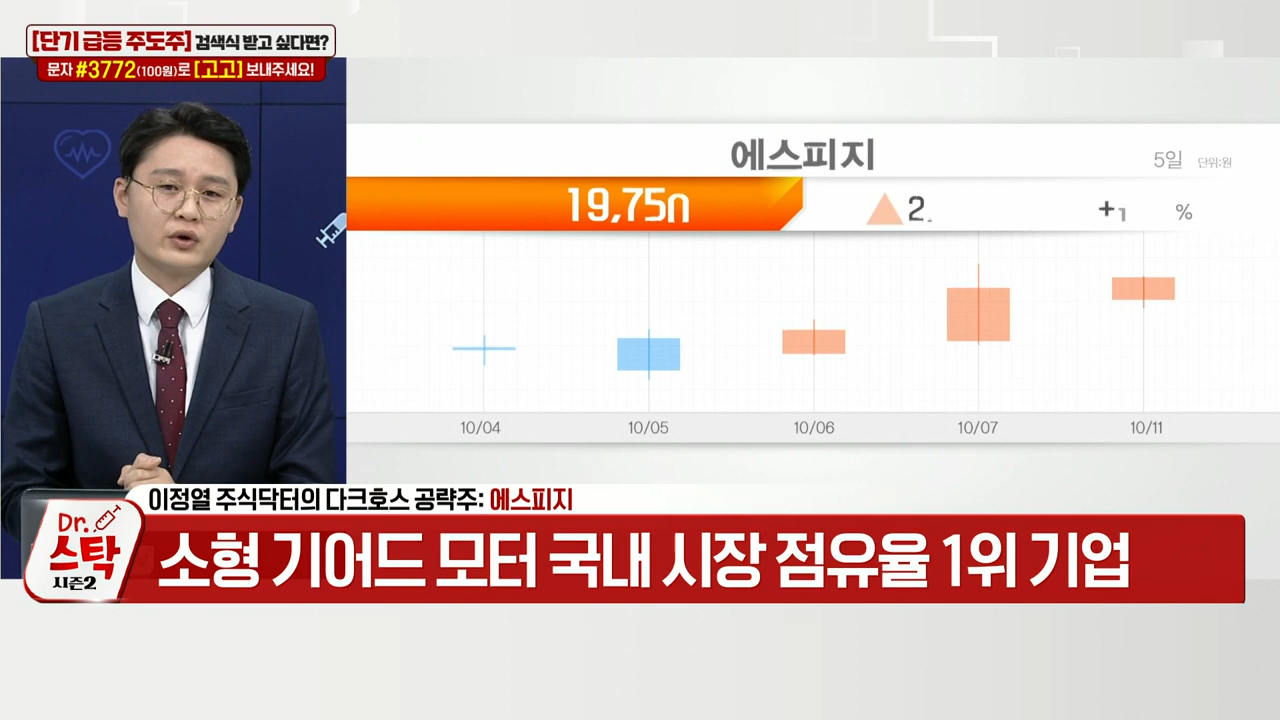 [단기 급등 주도주] 검색식 받고 싶다면?
문자 #3772(100원)로 [고고] 보내주세요!
에스피지
5일 단위:원
%
10/04 10/05 10/06 10/07 10/11
이정열 주식닥터의 다크호스 공략주: 에스피지
Dr.
스탁
시즌2
소형 기어드 모터 국내 시장 점유율 1위 기업